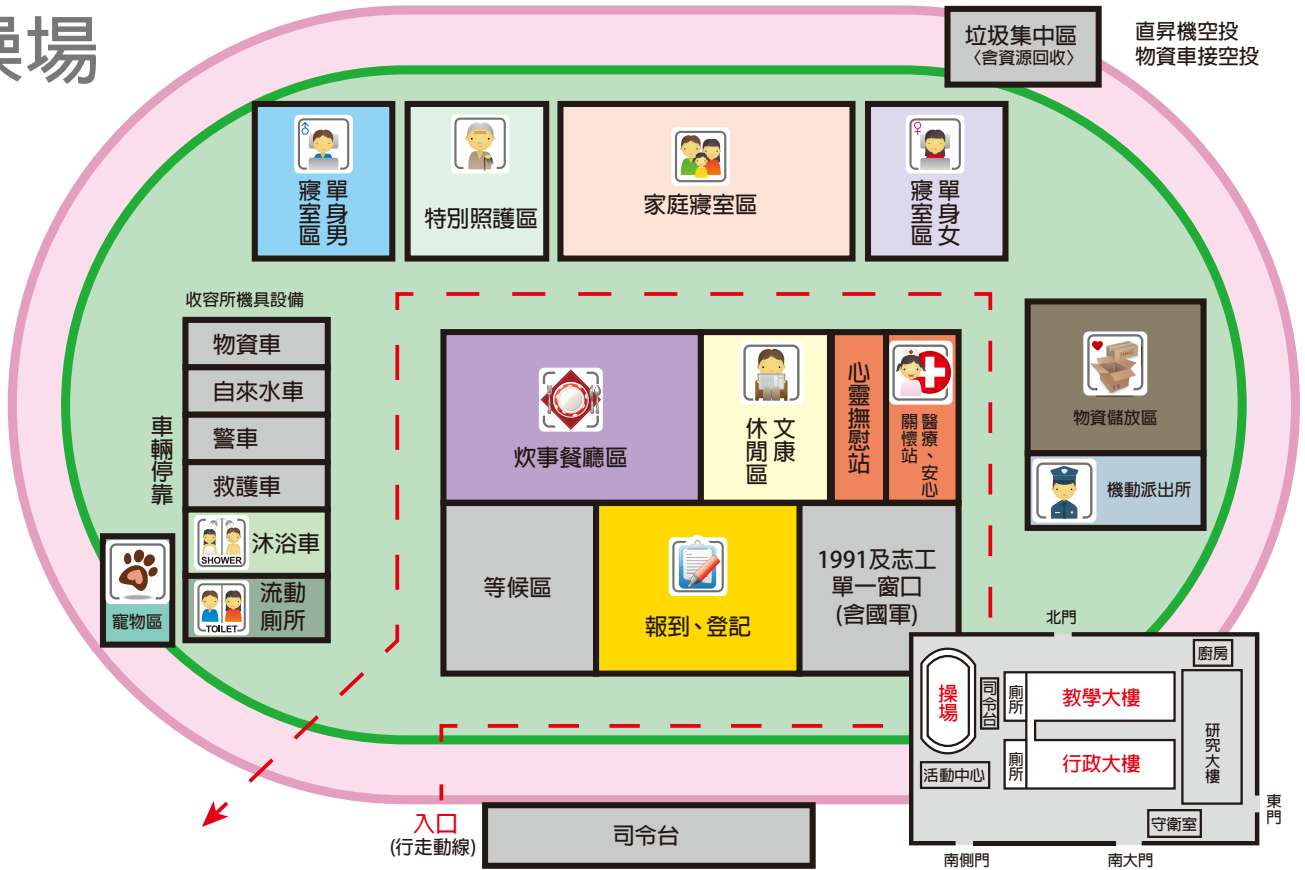 操場
垃圾集中區
〈含資源回收〉
直昇機空投
物資車接空投
單身男
寢室區
特別照護區
家庭寢室區
單身女
寢室區
收容所機具設備
物資車
自來水車
警車
救護車
SHOWER
沐浴車
TOILET
流動
廁所
車輛停靠
寵物區
炊事餐廳區
文康
休閒區
心靈撫慰站
醫療、安心
關懷站
等候區
報到、登記
1991及志工
單一窗口
(含國軍)
物資儲放區
機動派出所
入口
(行走動線)
司令台
北門
廚房
操場
司令台
廁所
教學大樓
研究大樓
廁所
行政大樓
活動中心
守衛室
東門
南側門
南大門